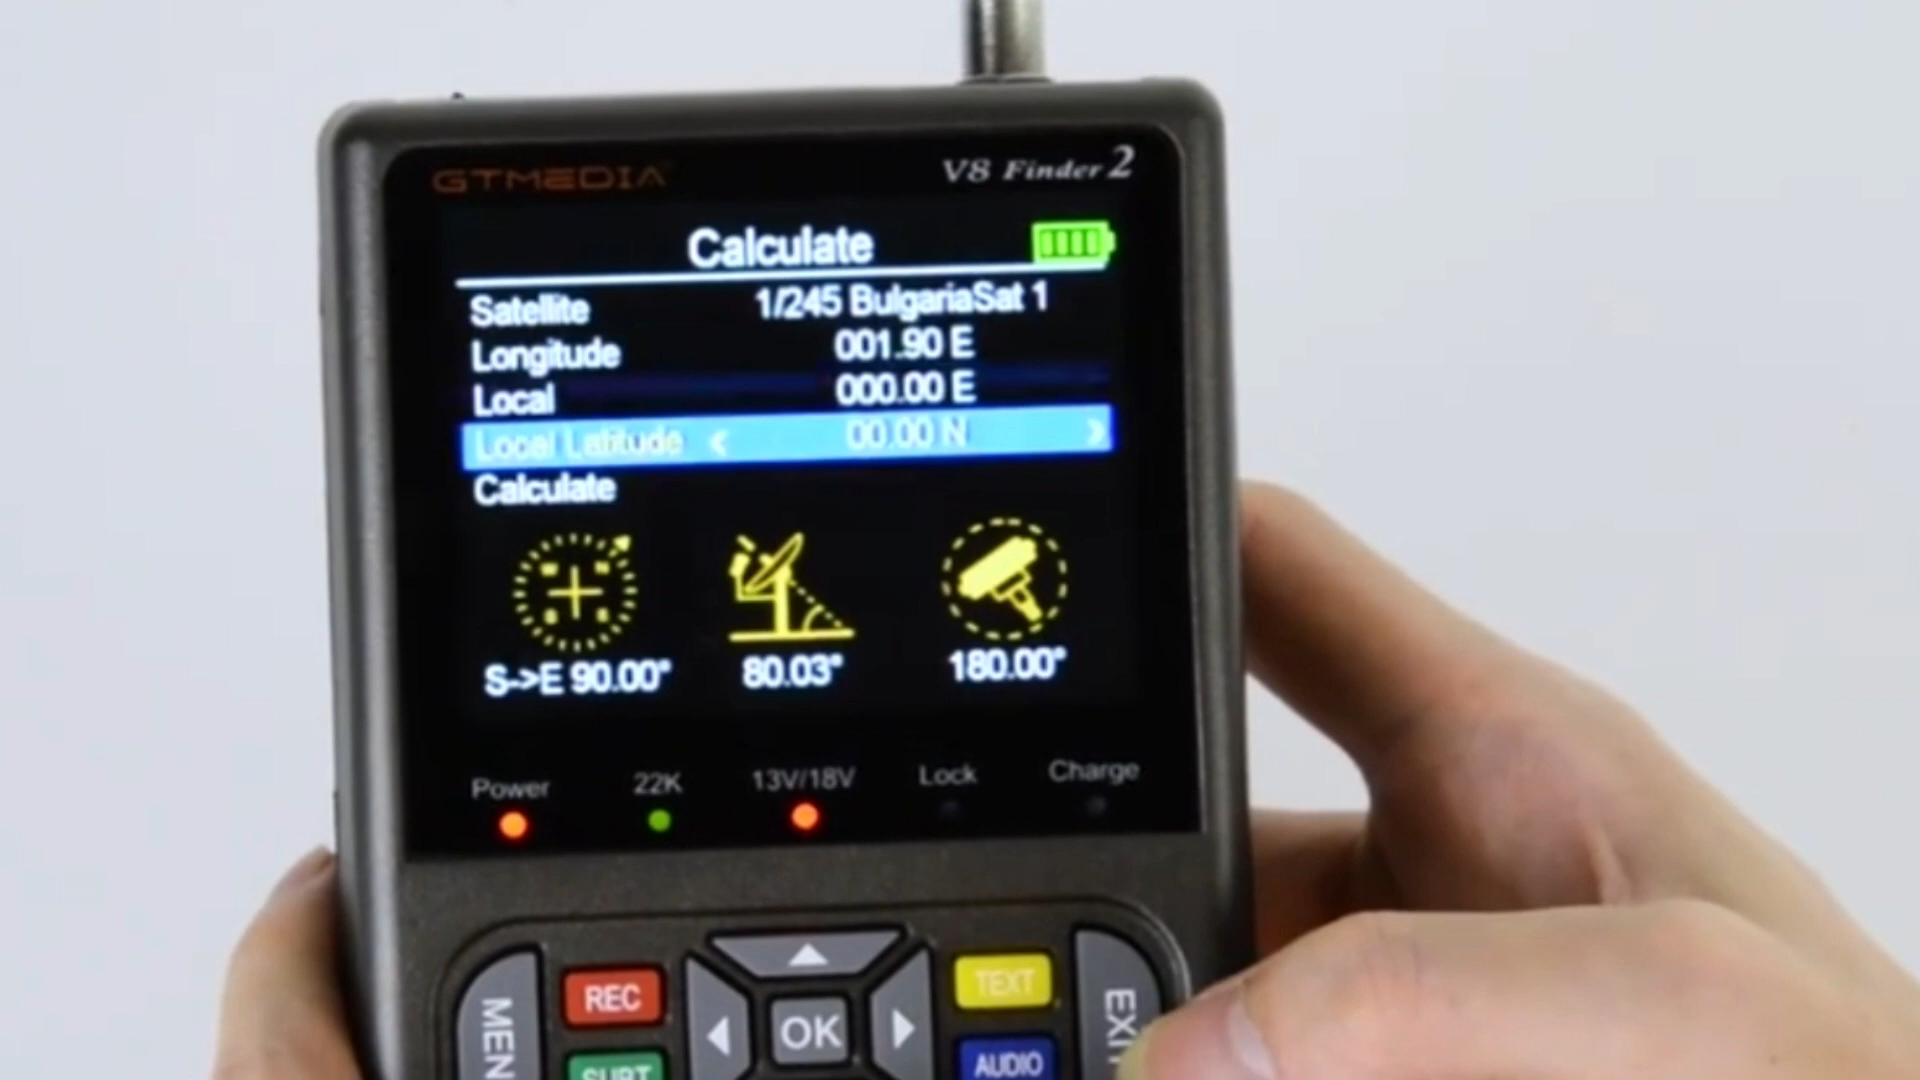 GTMEDIA V8 Finder 2
Calculate
Satellite 1/245 BulgariaSat 1
Longitude 001.90 E
Local 000.00 E
Local Latitude < 00.00 N >
Calculate
S->E 90.00° 80.03° 180.00°
Power 22K 13V/18V Lock Charge
MEN
REC
TEXT
EXIT
OK
SUBT
AUDIO